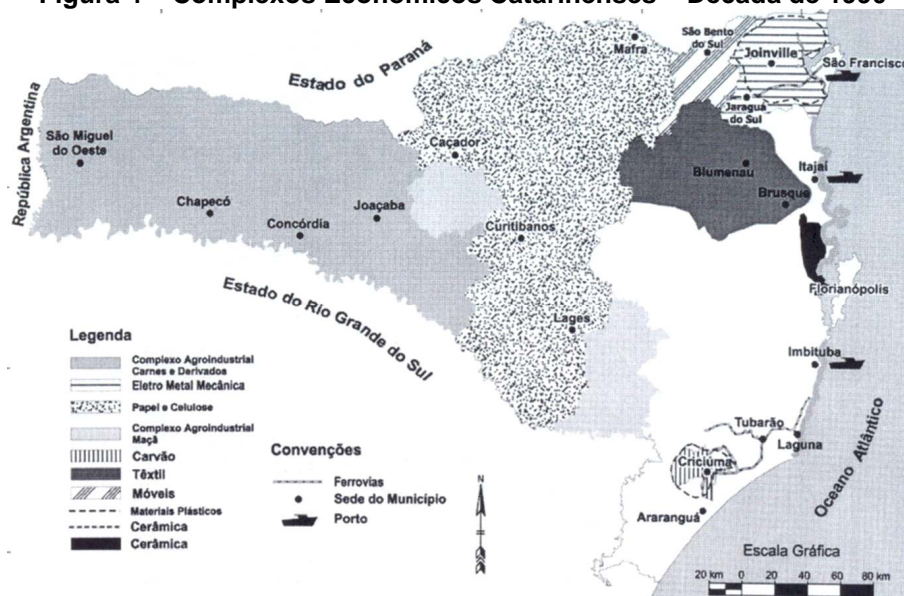 Figura 1 – Complexos Econômicos Catarinenses – Década de 1990
Estado do Paraná
República Argentina
São Miguel
do Oeste
Chapecó
Concórdia
Joaçaba
Caçador
Curitibanos
Lages
Mafra
São Bento
do Sul
Joinville
São Francisco
Jaraguá
do Sul
Blumenau
Brusque
Itajaí
Florianópolis
Imbituba
Tubarão
Laguna
Criciúma
Araranguá
Estado do Rio Grande do Sul
Oceano Atlântico
Legenda
Complexo Agroindustrial
Carnes e Derivados
Eletro Metal Mecânica
Papel e Celulose
Complexo Agroindustrial
Maçã
Carvão
Têxtil
Móveis
Materiais Plásticos
Cerâmica
Cerâmica
Convenções
Ferrovias
Sede do Município
Porto
N
Escala Gráfica
20 km 0 20 40 60 80 km